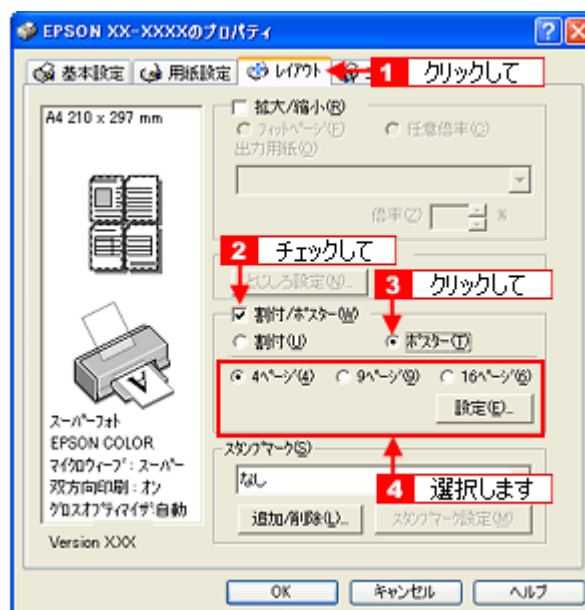 EPSON XX-XXXXのプロパティ
基本設定 用紙設定 レイアウト
1 クリックして
A4 210 x 297 mm
拡大/縮小(R)
フィットページ(F) 任意倍率(C)
出力用紙(O)
倍率(Z) %
2 チェックして
とじしろ設定(N)...
3 クリックして
割付/ポスター(W)
割付(U) ポスター(T)
4ページ(4) 9ページ(9) 16ページ(6)
設定(E)...
スーパーフォト
EPSON COLOR
マイクロウィーブ:スーパー
双方向印刷:オン
グロスオプティマイザ:自動
スタンプマーク(S)
なし
4 選択します
追加/削除(L)... スタンプマーク設定(M)
Version XXX
OK キャンセル ヘルプ